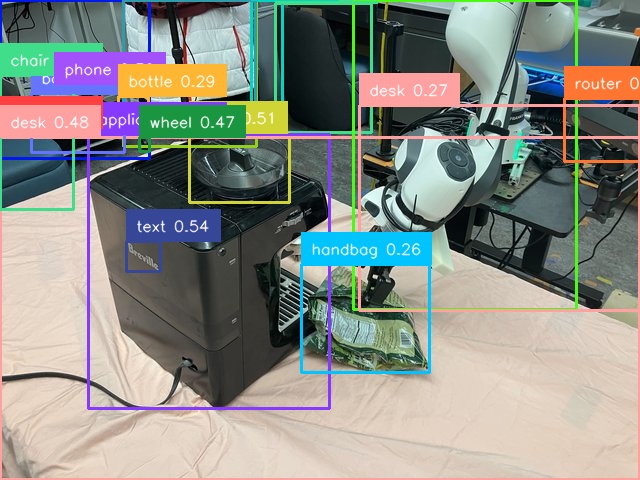 chair
phone
bottle 0.29
desk 0.27
router 0
desk 0.48
applic
wheel 0.47
0.51
text 0.54
Breville
handbag 0.26